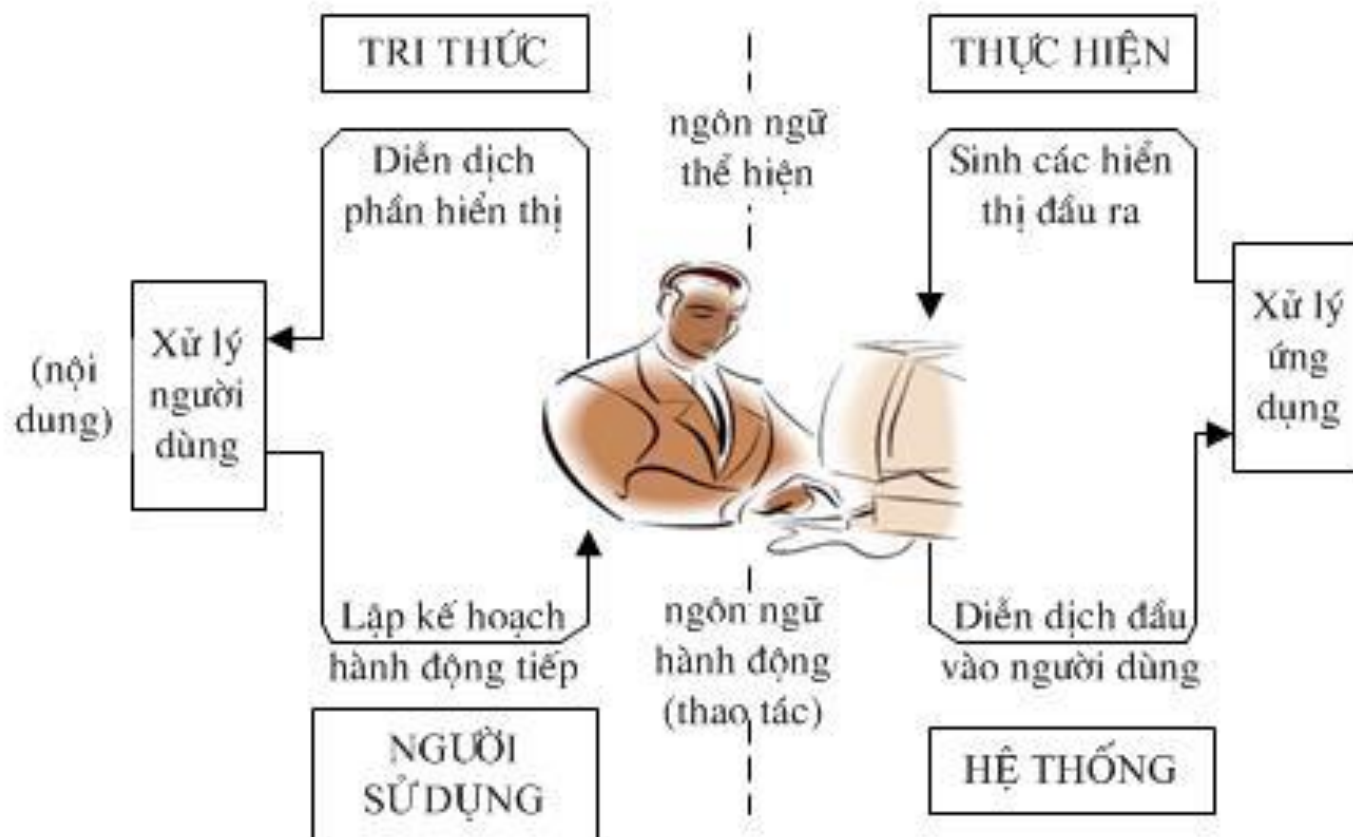 TRI THỨC
THỰC HIỆN
ngôn ngữ
thể hiện
Diễn dịch
phần hiển thị
Sinh các hiển
thị đầu ra
(nội
dung)
Xử lý
người
dùng
Xử lý
ứng
dụng
Lập kế hoạch
hành động tiếp
ngôn ngữ
hành động
(thao tác)
Diễn dịch đầu
vào người dùng
NGƯỜI
SỬ DỤNG
HỆ THỐNG